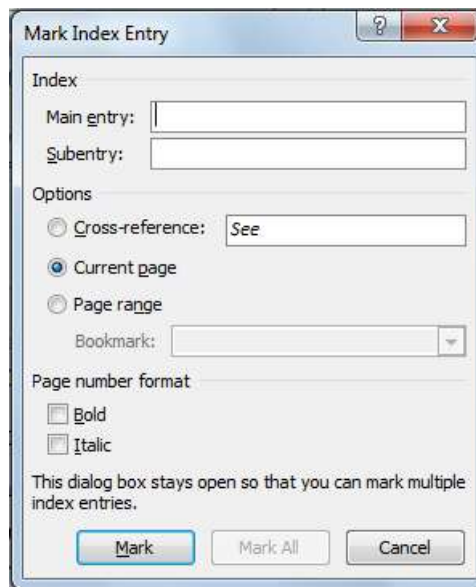 Mark Index Entry
?
X
Index
Main entry:
Subentry:
Options
Cross-reference: See
Current page
Page range
Bookmark:
Page number format
Bold
Italic
This dialog box stays open so that you can mark multiple
index entries.
Mark Mark All Cancel